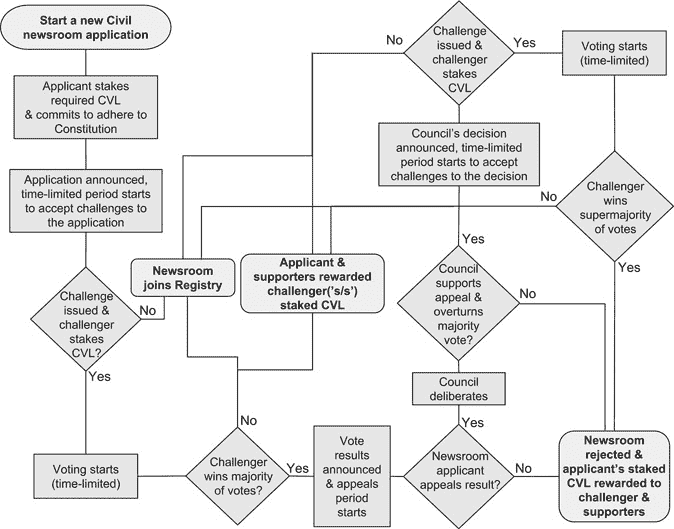 Start a new Civil
newsroom application
Applicant stakes
required CVL
& commits to adhere to
Constitution
Application announced,
time-limited period starts
to accept challenges to
the application
Challenge
issued &
challenger
stakes
CVL?
No
Yes
Voting starts
(time-limited)
Newsroom
joins Registry
Applicant &
supporters rewarded
challenger('s/s')
staked CVL
No
Challenger
wins majority
of votes?
Yes
Vote
results
announced
& appeals
period
starts
Newsroom
applicant
appeals result?
No
Yes
Council
deliberates
Council
supports
appeal &
overturns
majority
vote?
No
Yes
Council's decision
announced, time-limited
period starts to accept
challenges to the decision
Challenge
issued &
challenger
stakes
CVL
No
Yes
Voting starts
(time-limited)
Challenger
wins
supermajority
of votes
No
Yes
Newsroom
rejected &
applicant's staked
CVL rewarded to
challenger &
supporters